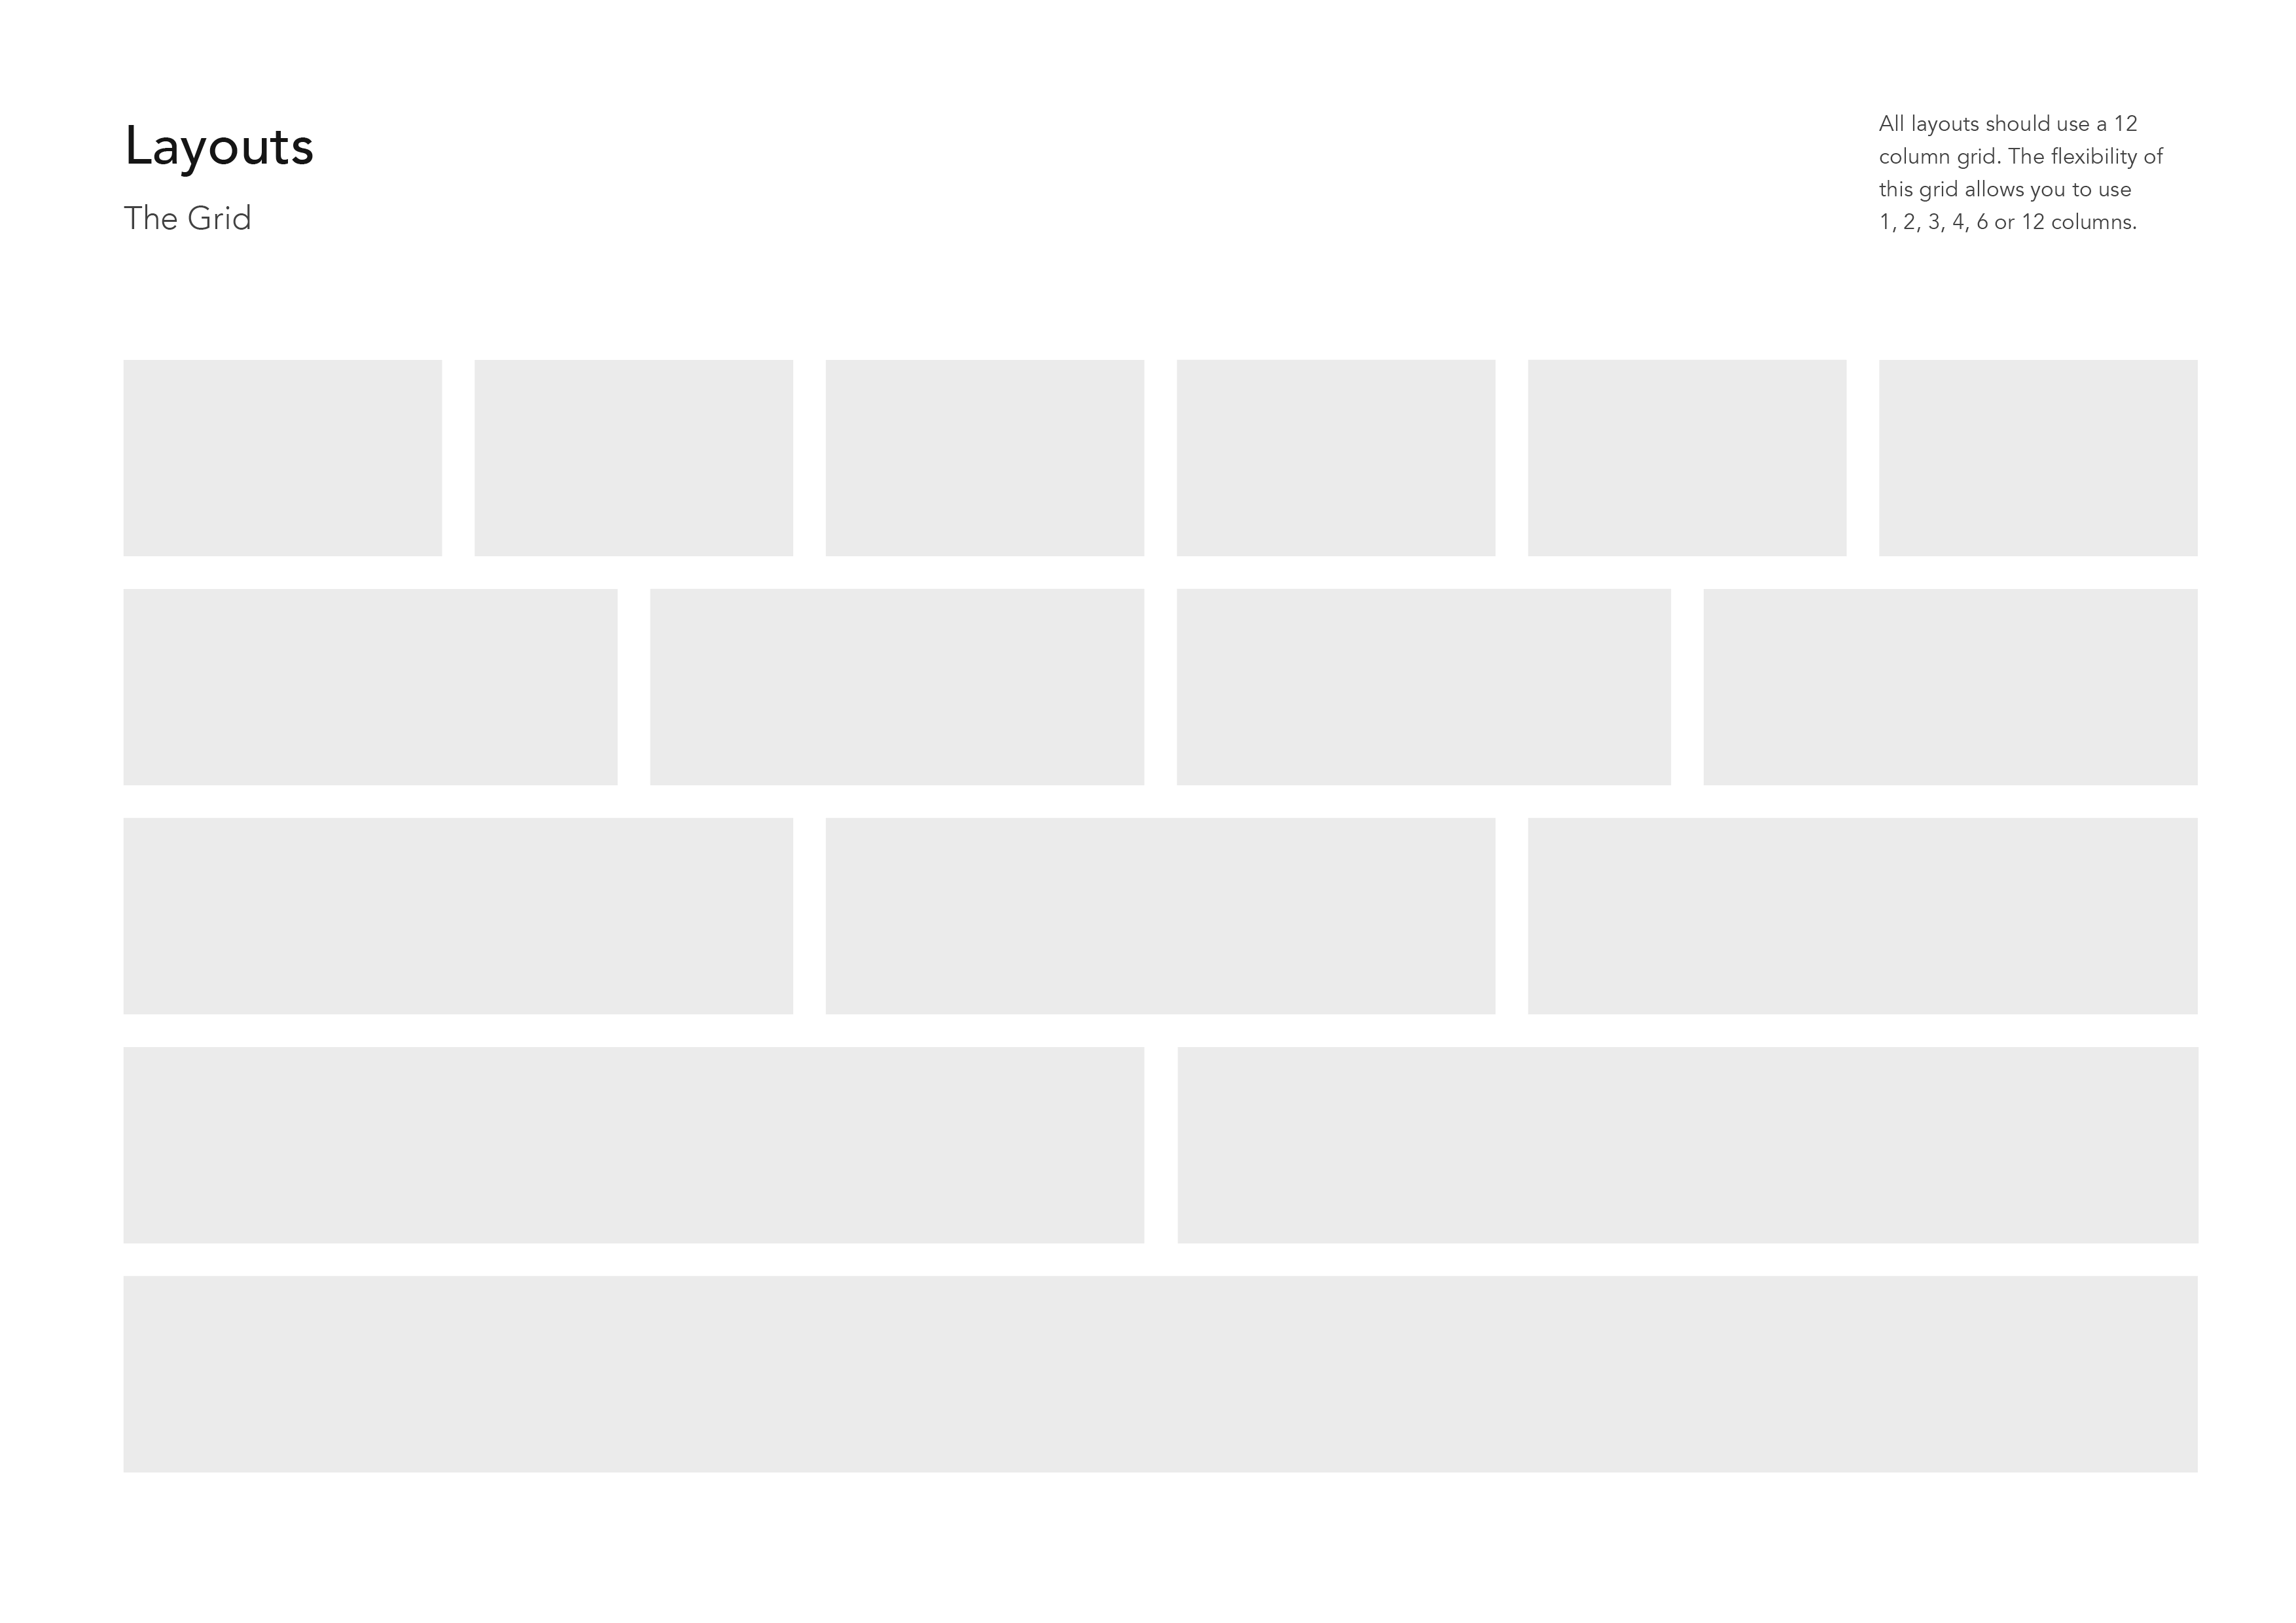 Layouts
The Grid
All layouts should use a 12
column grid. The flexibility of
this grid allows you to use
1, 2, 3, 4, 6 or 12 columns.